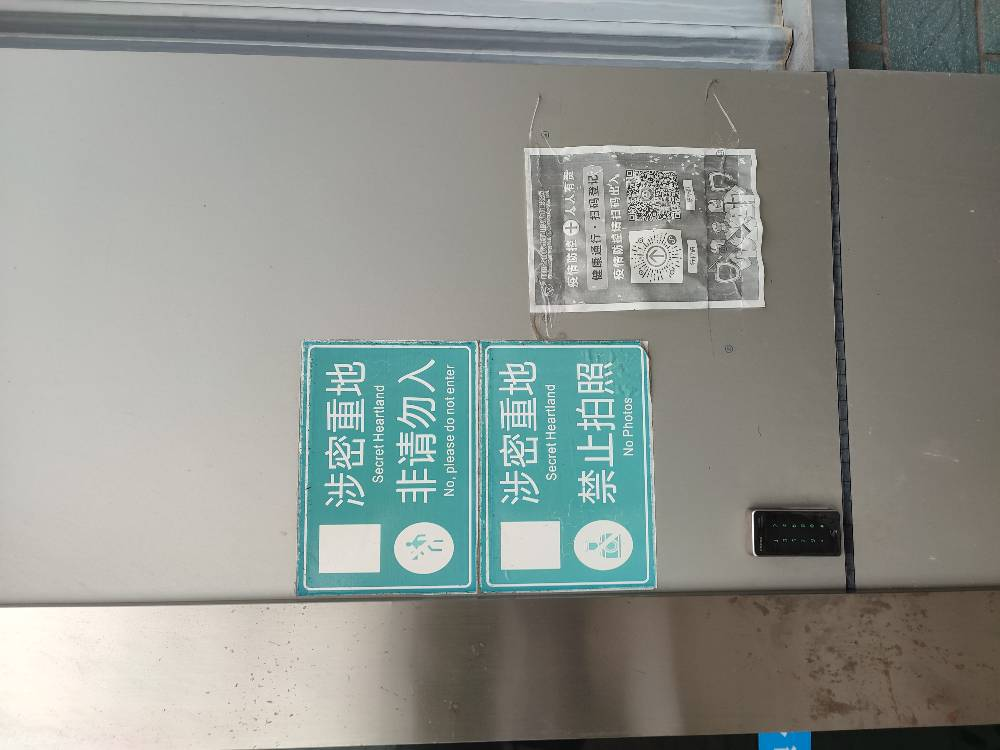 涉密重地
Secret Heartland
非请勿入
No, please do not enter
涉密重地
Secret Heartland
禁止拍照
No Photos
疫情防控 人人有责
健康通行·扫码登记
疫情防控请扫码出入